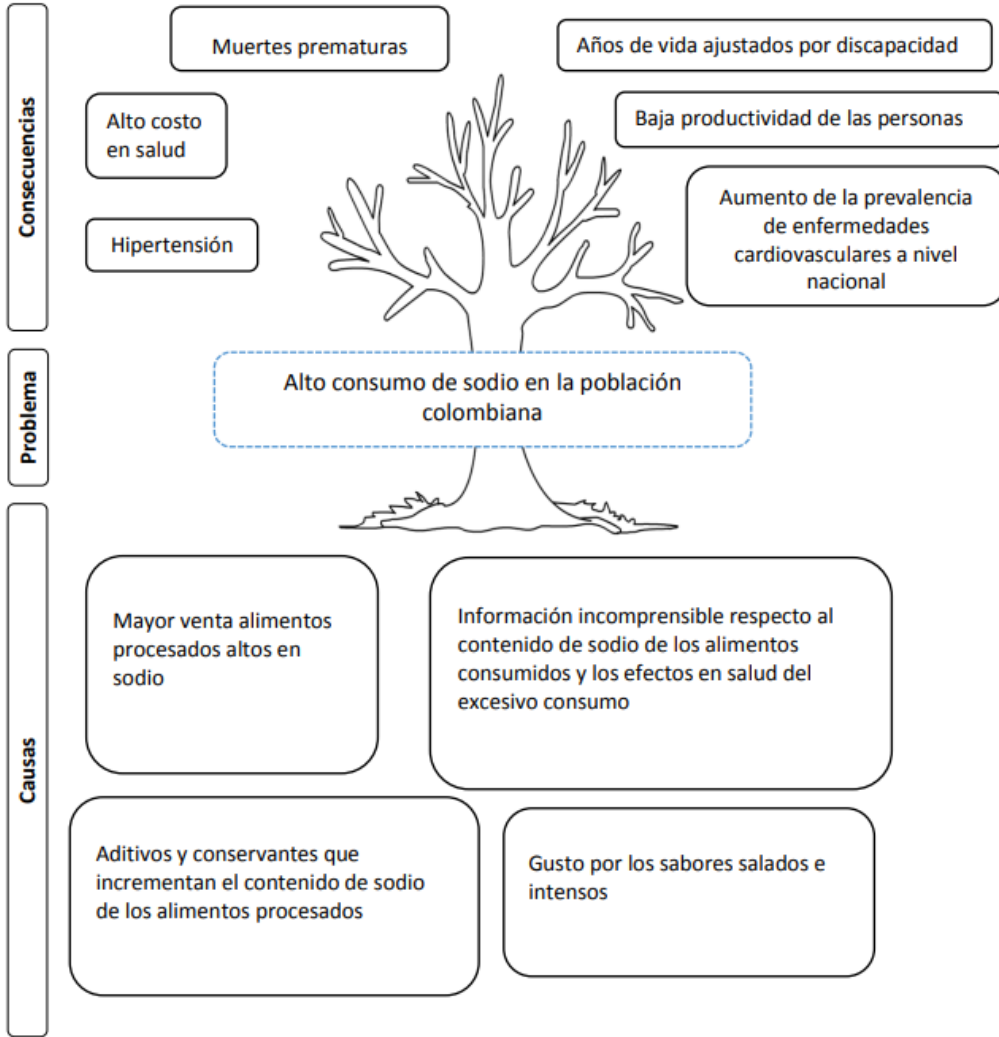 Consecuencias
Muertes prematuras
Años de vida ajustados por discapacidad
Alto costo
en salud
Baja productividad de las personas
Hipertensión
Aumento de la prevalencia
de enfermedades
cardiovasculares a nivel
nacional
Problema
Alto consumo de sodio en la población
colombiana
Causas
Mayor venta alimentos
procesados altos en
sodio
Información incomprensible respecto al
contenido de sodio de los alimentos
consumidos y los efectos en salud del
excesivo consumo
Aditivos y conservantes que
incrementan el contenido de sodio
de los alimentos procesados
Gusto por los sabores salados e
intensos